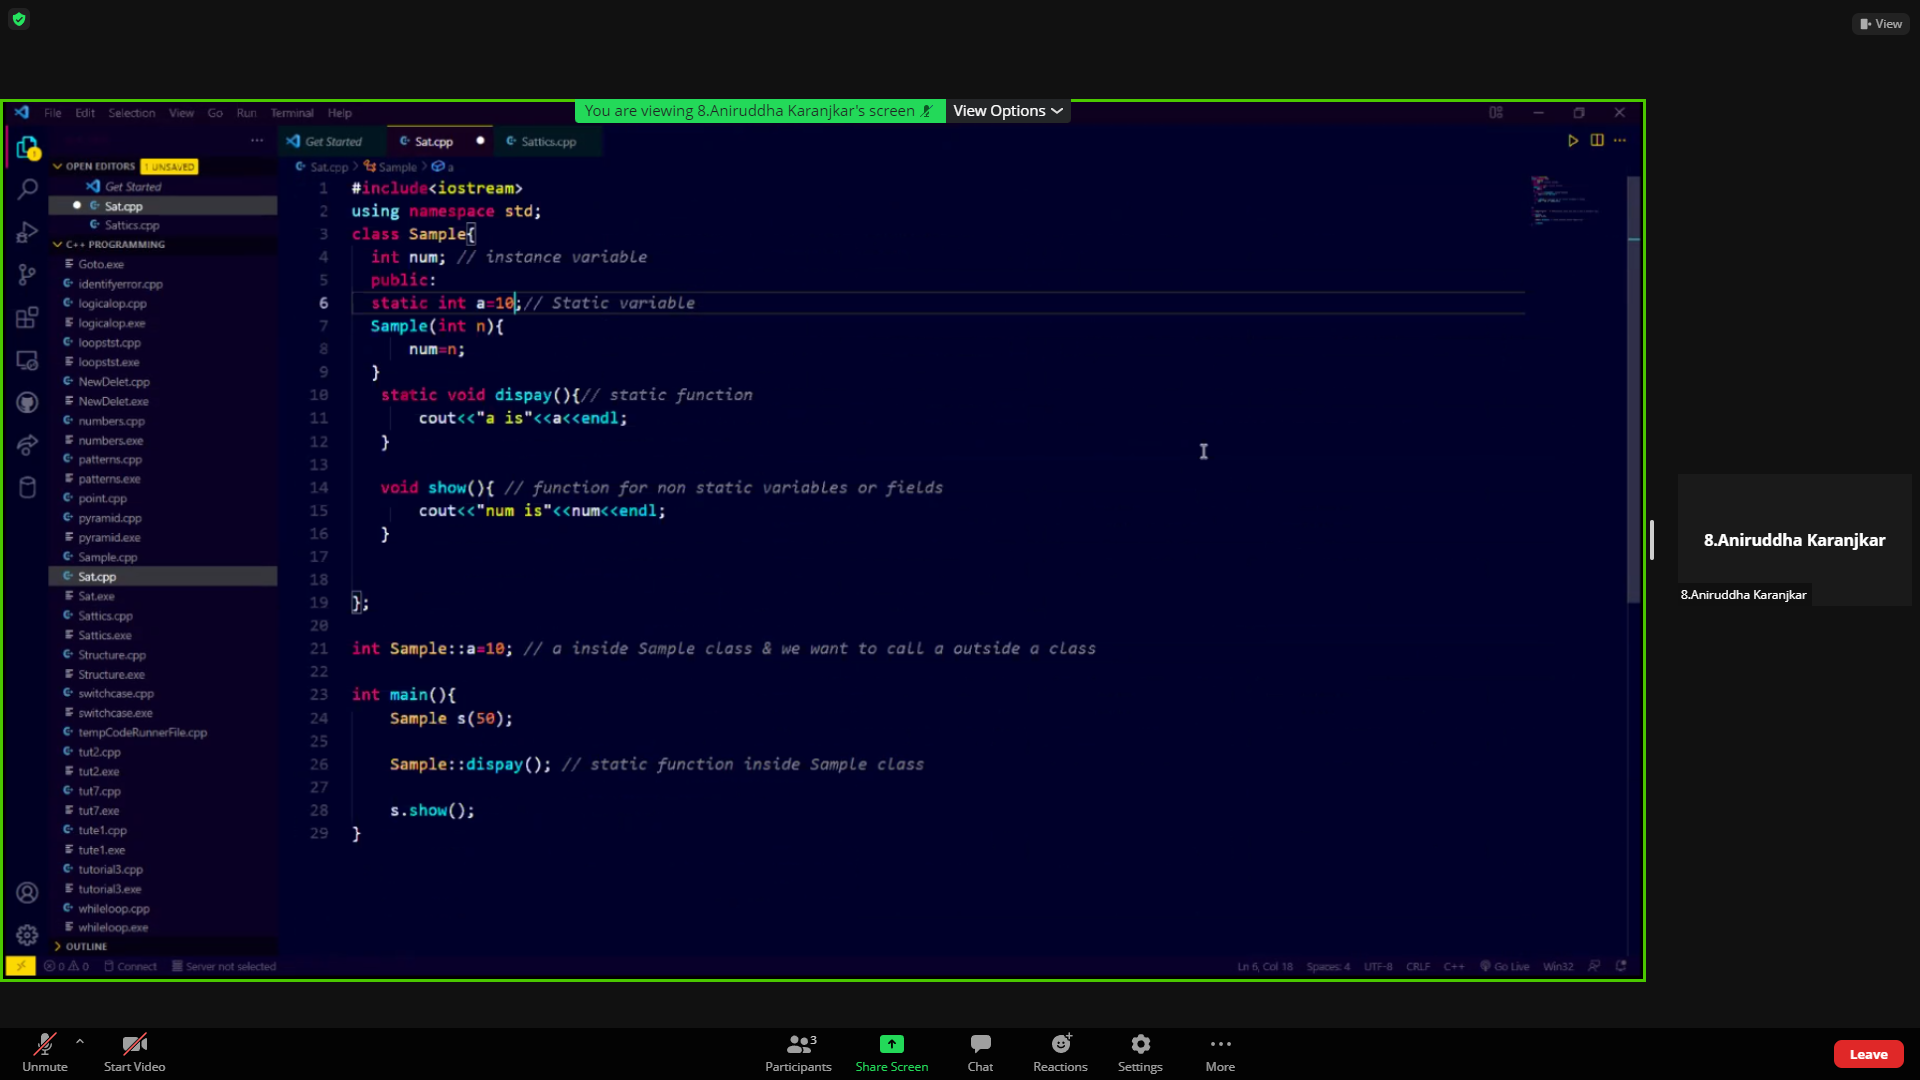 View
You are viewing 8.Aniruddha Karanjkar's screen
View Options
File Edit Selection View Go Run Terminal Help
Get Started
Sat.cpp
Sattics.cpp
OPEN EDITORS
1 UNSAVED
Get Started
Sat.cpp
Sattics.cpp
C++ PROGRAMMING
Goto.exe
identifyerror.cpp
logicalop.cpp
logicalop.exe
loopstst.cpp
loopstst.exe
NewDelet.cpp
NewDelet.exe
numbers.cpp
numbers.exe
patterns.cpp
patterns.exe
point.cpp
pyramid.cpp
pyramid.exe
Sample.cpp
Sat.cpp
Sat.exe
Sattics.cpp
Sattics.exe
Structure.cpp
Structure.exe
switchcase.cpp
switchcase.exe
tempCodeRunnerFile.cpp
tut2.cpp
tut2.exe
tut7.cpp
tut7.exe
tute1.cpp
tute1.exe
tutorial3.cpp
tutorial3.exe
whileloop.cpp
whileloop.exe
OUTLINE
Sat.cpp > Sample > a
1 #include<iostream>
2 using namespace std;
3 class Sample{
4 int num; // instance variable
5 public:
6 static int a=10;// Static variable
7 Sample(int n){
8 num=n;
9 }
10 static void dispay(){// static function
11 cout<<"a is"<<a<<endl;
12 }
13
14 void show(){ // function for non static variables or fields
15 cout<<"num is"<<num<<endl;
16 }
17
18
19 };
20
21 int Sample::a=10; // a inside Sample class & we want to call a outside a class
22
23 int main(){
24 Sample s(50);
25
26 Sample::dispay(); // static function inside Sample class
27
28 s.show();
29 }
8.Aniruddha Karanjkar
8.Aniruddha Karanjkar
0 0 Connect Server not selected
Ln 6, Col 18 Spaces: 4 UTF-8 CRLF C++ Go Live Win32
Unmute
Start Video
3
Participants
Share Screen
Chat
Reactions
Settings
More
Leave